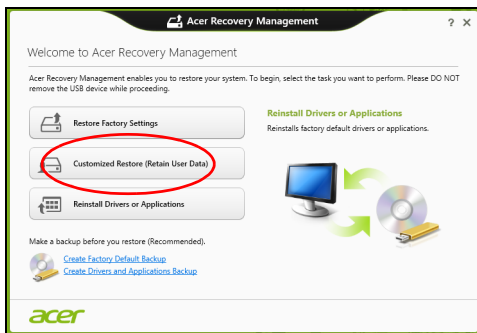 Acer Recovery Management
? X
Welcome to Acer Recovery Management
Acer Recovery Management enables you to restore your system. To begin, select the task you want to perform. Please DO NOT
remove the USB device while proceeding.
Restore Factory Settings
Customized Restore (Retain User Data)
Reinstall Drivers or Applications
Reinstall Drivers or Applications
Reinstalls factory default drivers or applications.
Make a backup before you restore (Recommended).
Create Factory Default Backup
Create Drivers and Applications Backup
acer